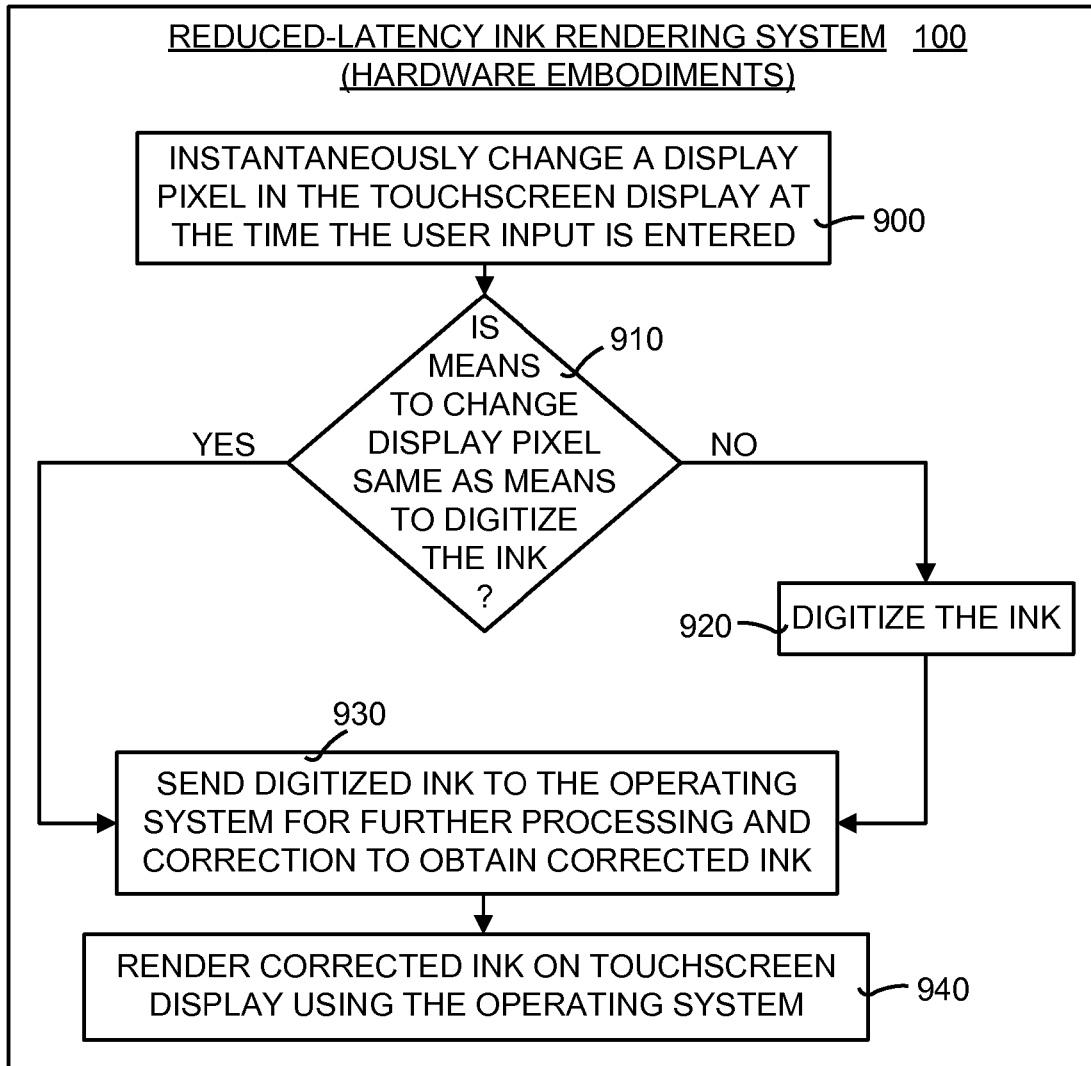 REDUCED-LATENCY INK RENDERING SYSTEM 100
(HARDWARE EMBODIMENTS)
INSTANTANEOUSLY CHANGE A DISPLAY
PIXEL IN THE TOUCHSCREEN DISPLAY AT
THE TIME THE USER INPUT IS ENTERED
900
IS
MEANS
TO CHANGE
DISPLAY PIXEL
SAME AS MEANS
TO DIGITIZE
THE INK
?
910
YES
NO
920
DIGITIZE THE INK
930
SEND DIGITIZED INK TO THE OPERATING
SYSTEM FOR FURTHER PROCESSING AND
CORRECTION TO OBTAIN CORRECTED INK
RENDER CORRECTED INK ON TOUCHSCREEN
DISPLAY USING THE OPERATING SYSTEM
940